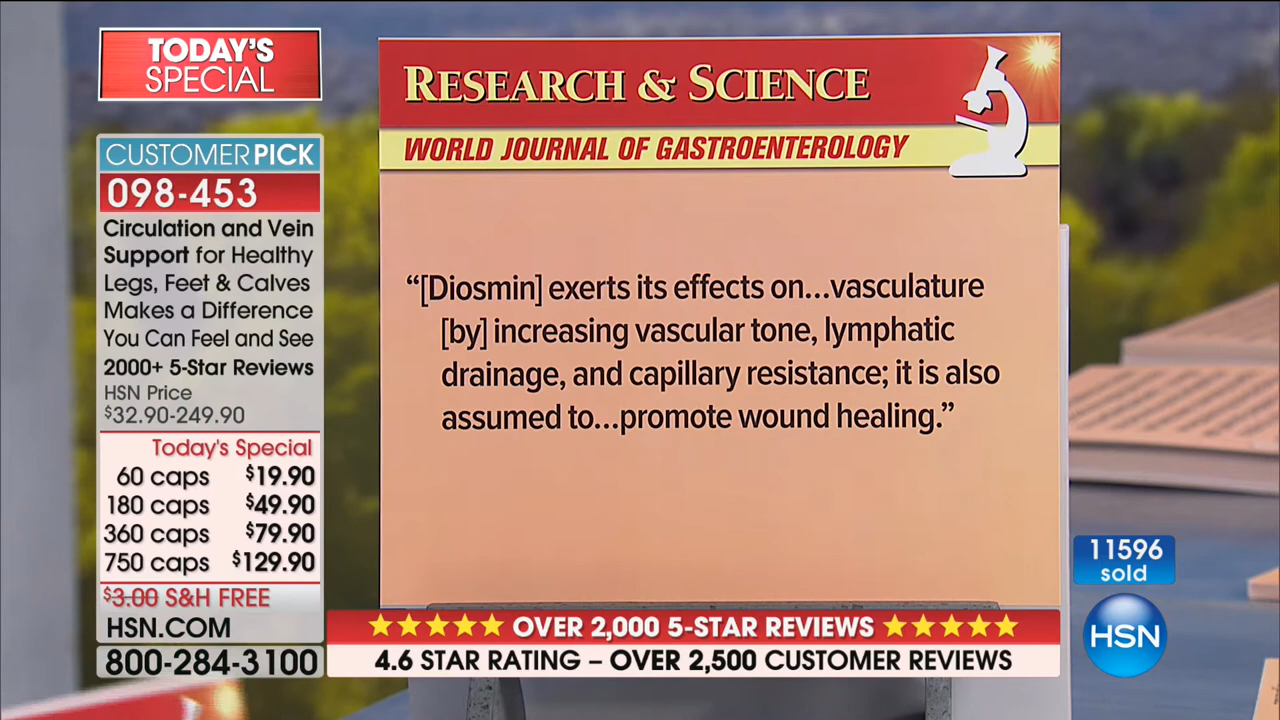 TODAY'S
SPECIAL
CUSTOMER PICK
098-453
Circulation and Vein
Support for Healthy
Legs, Feet & Calves
Makes a Difference
You Can Feel and See
2000+ 5-Star Reviews
HSN Price
$32.90-249.90
Today's Special
60 caps $19.90
180 caps $49.90
360 caps $79.90
750 caps $129.90
$3.00 S&H FREE
HSN.COM
800-284-3100
RESEARCH & SCIENCE
WORLD JOURNAL OF GASTROENTEROLOGY
“[Diosmin] exerts its effects on...vasculature
[by] increasing vascular tone, lymphatic
drainage, and capillary resistance; it is also
assumed to...promote wound healing.”
OVER 2,000 5-STAR REVIEWS
4.6 STAR RATING – OVER 2,500 CUSTOMER REVIEWS
11596
sold
HSN